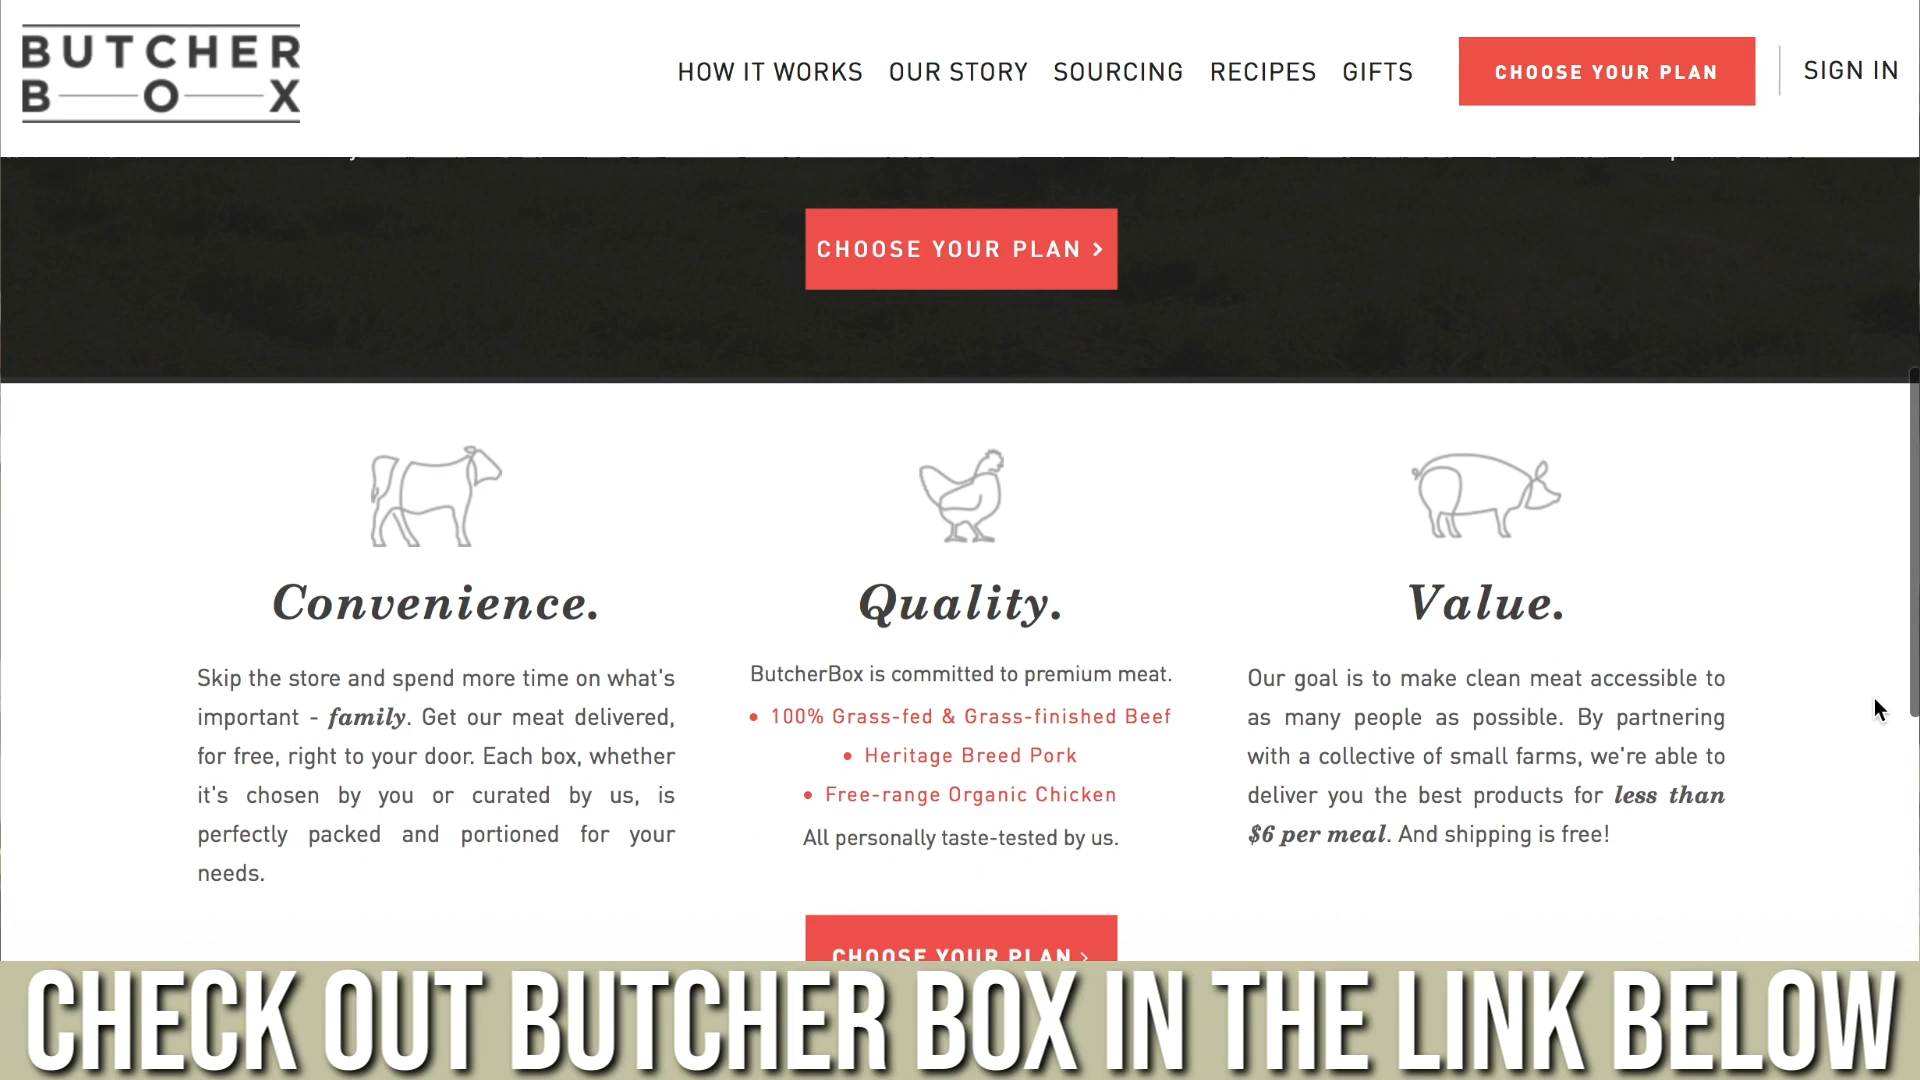 BUTCHER
BOX
HOW IT WORKS
OUR STORY
SOURCING
RECIPES
GIFTS
CHOOSE YOUR PLAN
SIGN IN
CHOOSE YOUR PLAN >
Convenience.
Skip the store and spend more time on what's
important - family. Get our meat delivered,
for free, right to your door. Each box, whether
it's chosen by you or curated by us, is
perfectly packed and portioned for your
needs.
Quality.
ButcherBox is committed to premium meat.
• 100% Grass-fed & Grass-finished Beef
• Heritage Breed Pork
• Free-range Organic Chicken
All personally taste-tested by us.
Value.
Our goal is to make clean meat accessible to
as many people as possible. By partnering
with a collective of small farms, we're able to
deliver you the best products for less than
$6 per meal. And shipping is free!
CHOOSE YOUR PLAN >
CHECK OUT BUTCHER BOX IN THE LINK BELOW